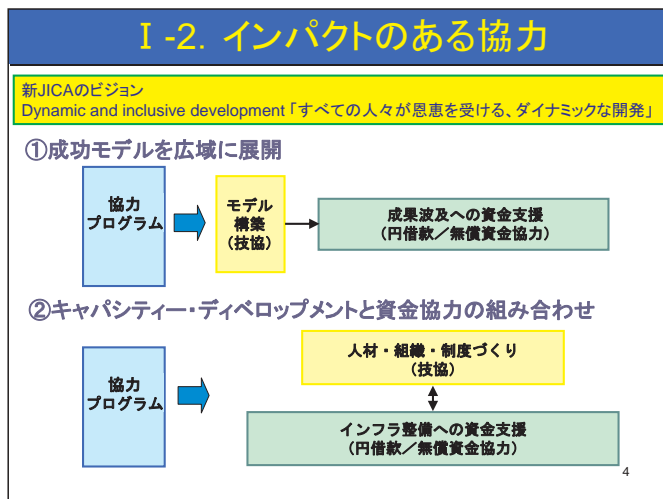 Ⅰ-2. インパクトのある協力
新JICAのビジョン
Dynamic and inclusive development 「すべての人々が恩恵を受ける、ダイナミックな開発」
①成功モデルを広域に展開
協力
プログラム
モデル
構築
(技協)
成果波及への資金支援
(円借款／無償資金協力)
②キャパシティー・ディベロップメントと資金協力の組み合わせ
協力
プログラム
人材・組織・制度づくり
(技協)
インフラ整備への資金支援
(円借款／無償資金協力)
4